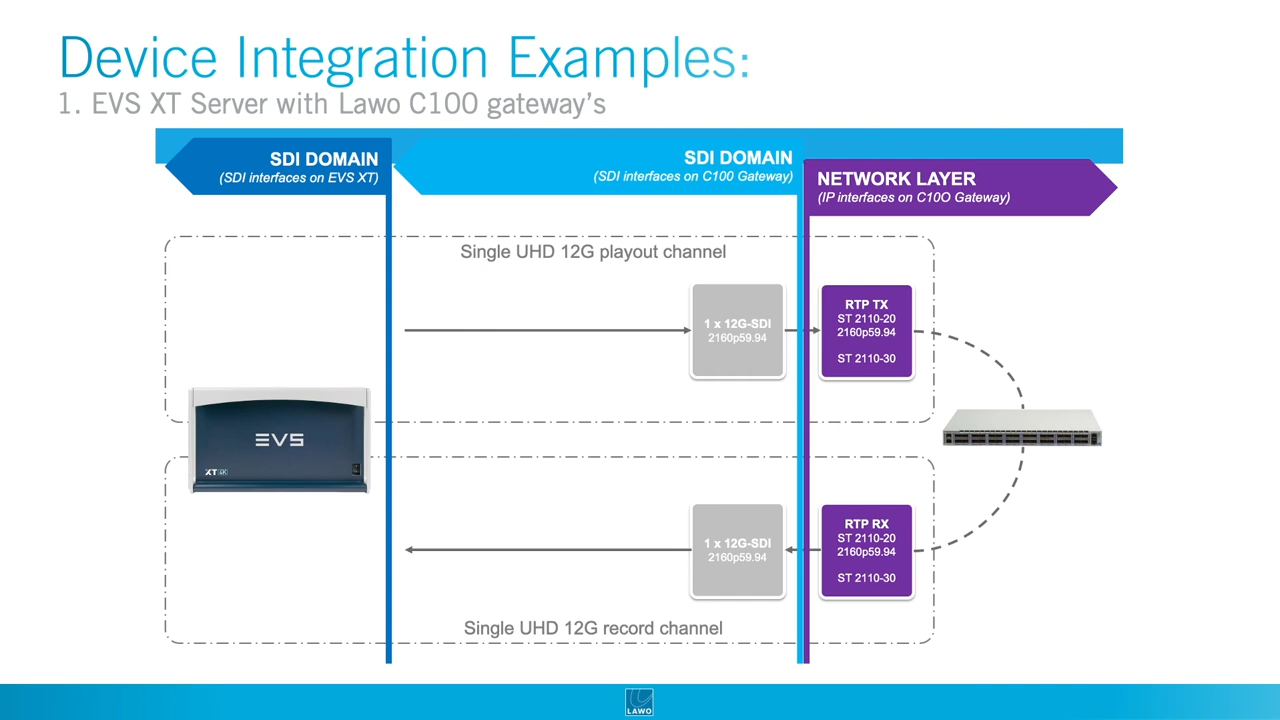 Device Integration Examples:
1. EVS XT Server with Lawo C100 gateway's
SDI DOMAIN
(SDI interfaces on EVS XT)
SDI DOMAIN
(SDI interfaces on C100 Gateway)
NETWORK LAYER
(IP interfaces on C1O0 Gateway)
Single UHD 12G playout channel
1 x 12G-SDI
2160p59.94
RTP TX
ST 2110-20
2160p59.94
ST 2110-30
EVS
XT 4K
1 x 12G-SDI
2160p59.94
RTP RX
ST 2110-20
2160p59.94
ST 2110-30
Single UHD 12G record channel
LAWO